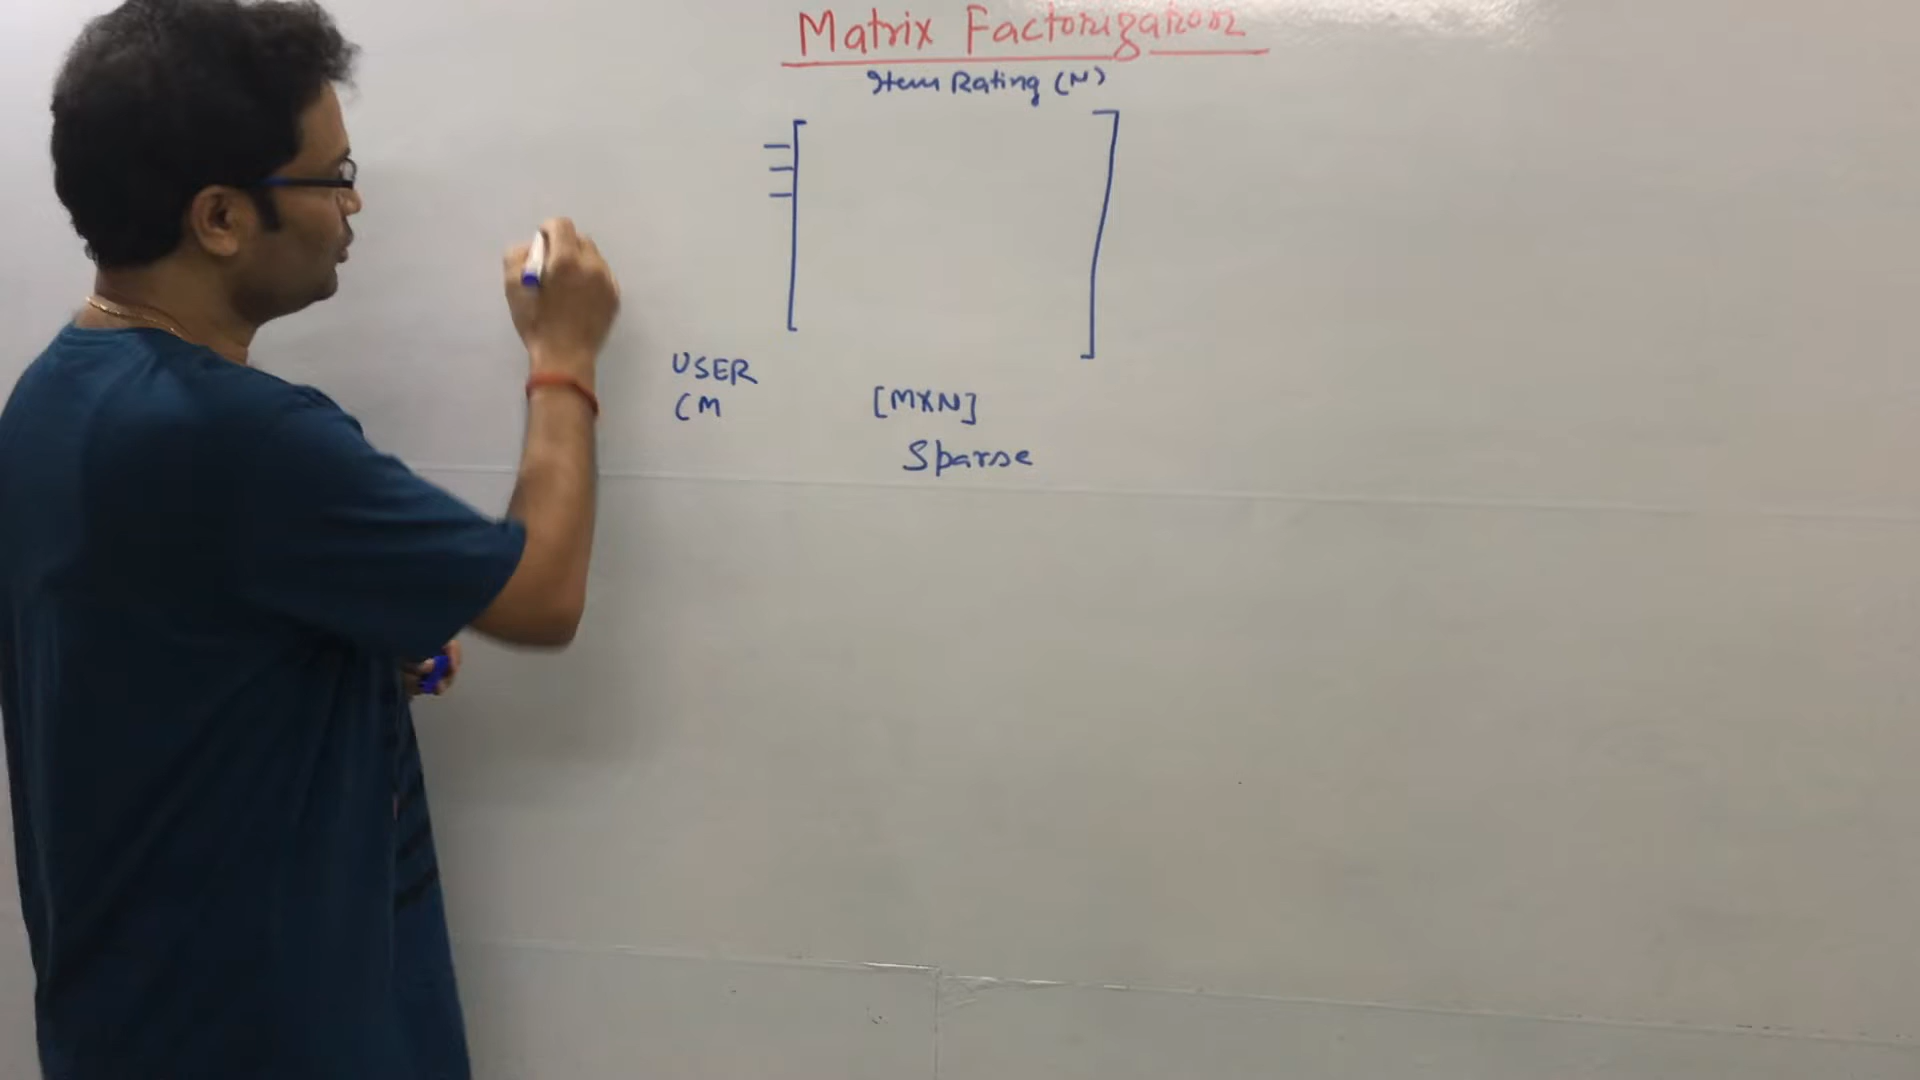 Matrix Factorization
Item Rating (N)
USER
(M
[MXN]
Sparse